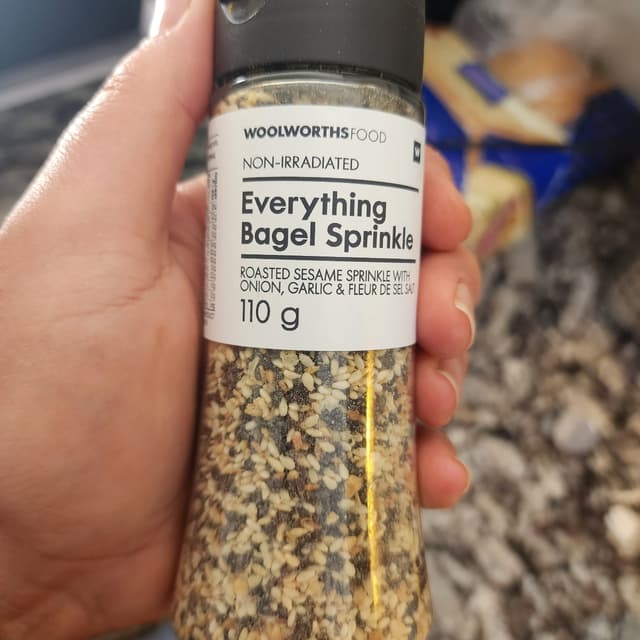 WOOLWORTHSFOOD
NON-IRRADIATED
Everything
Bagel Sprinkle
ROASTED SESAME SPRINKLE WITH
ONION, GARLIC & FLEUR DE SEL SALT
110 g